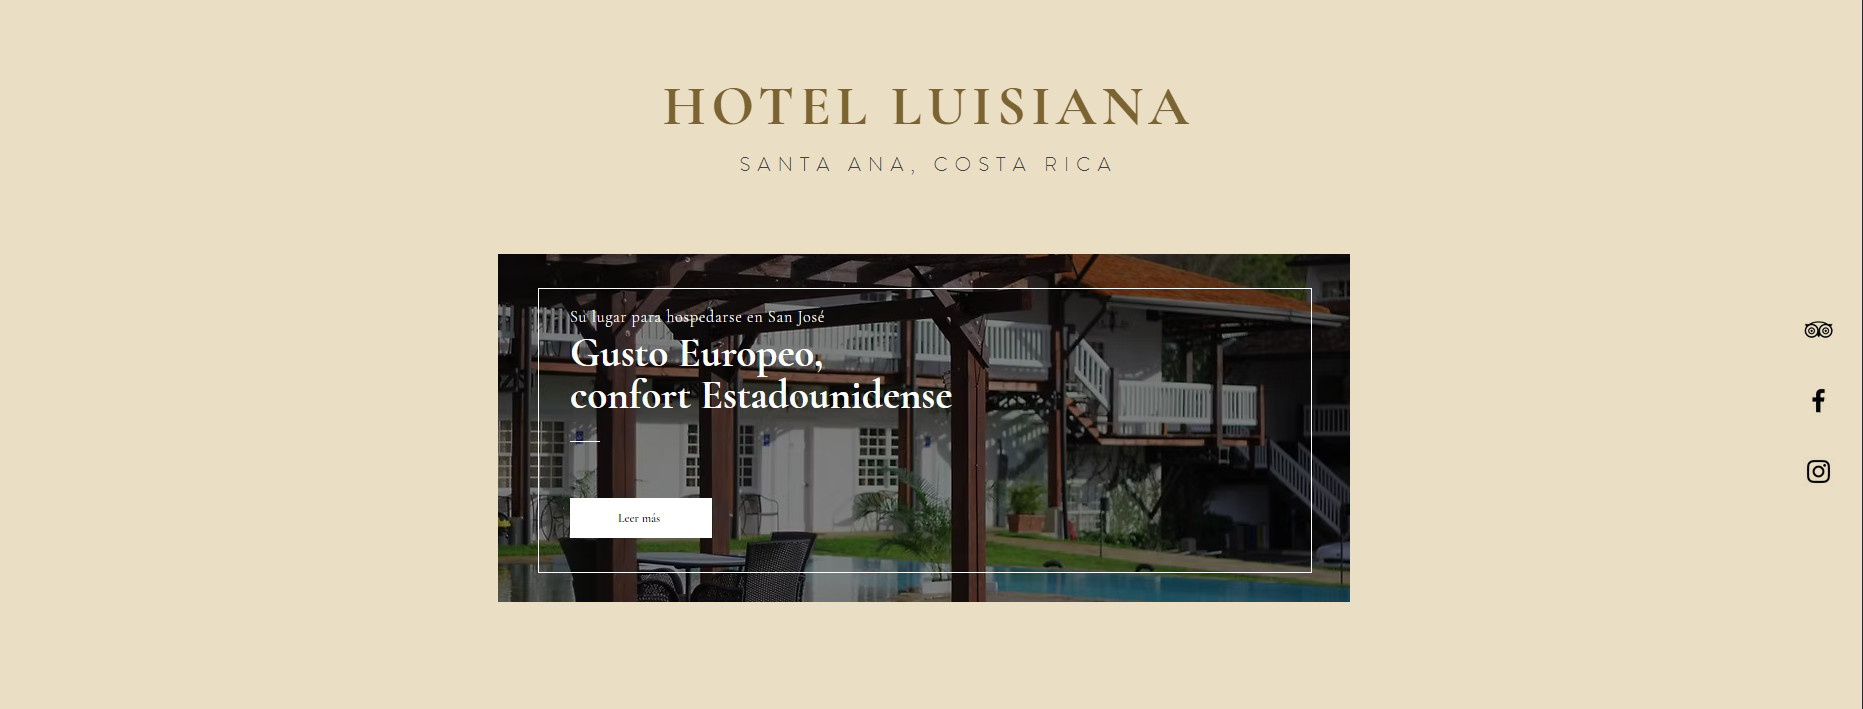 HOTEL LUISIANA
SANTA ANA, COSTA RICA
Su lugar para hospedarse en San José
Gusto Europeo,
confort Estadounidense
Leer más